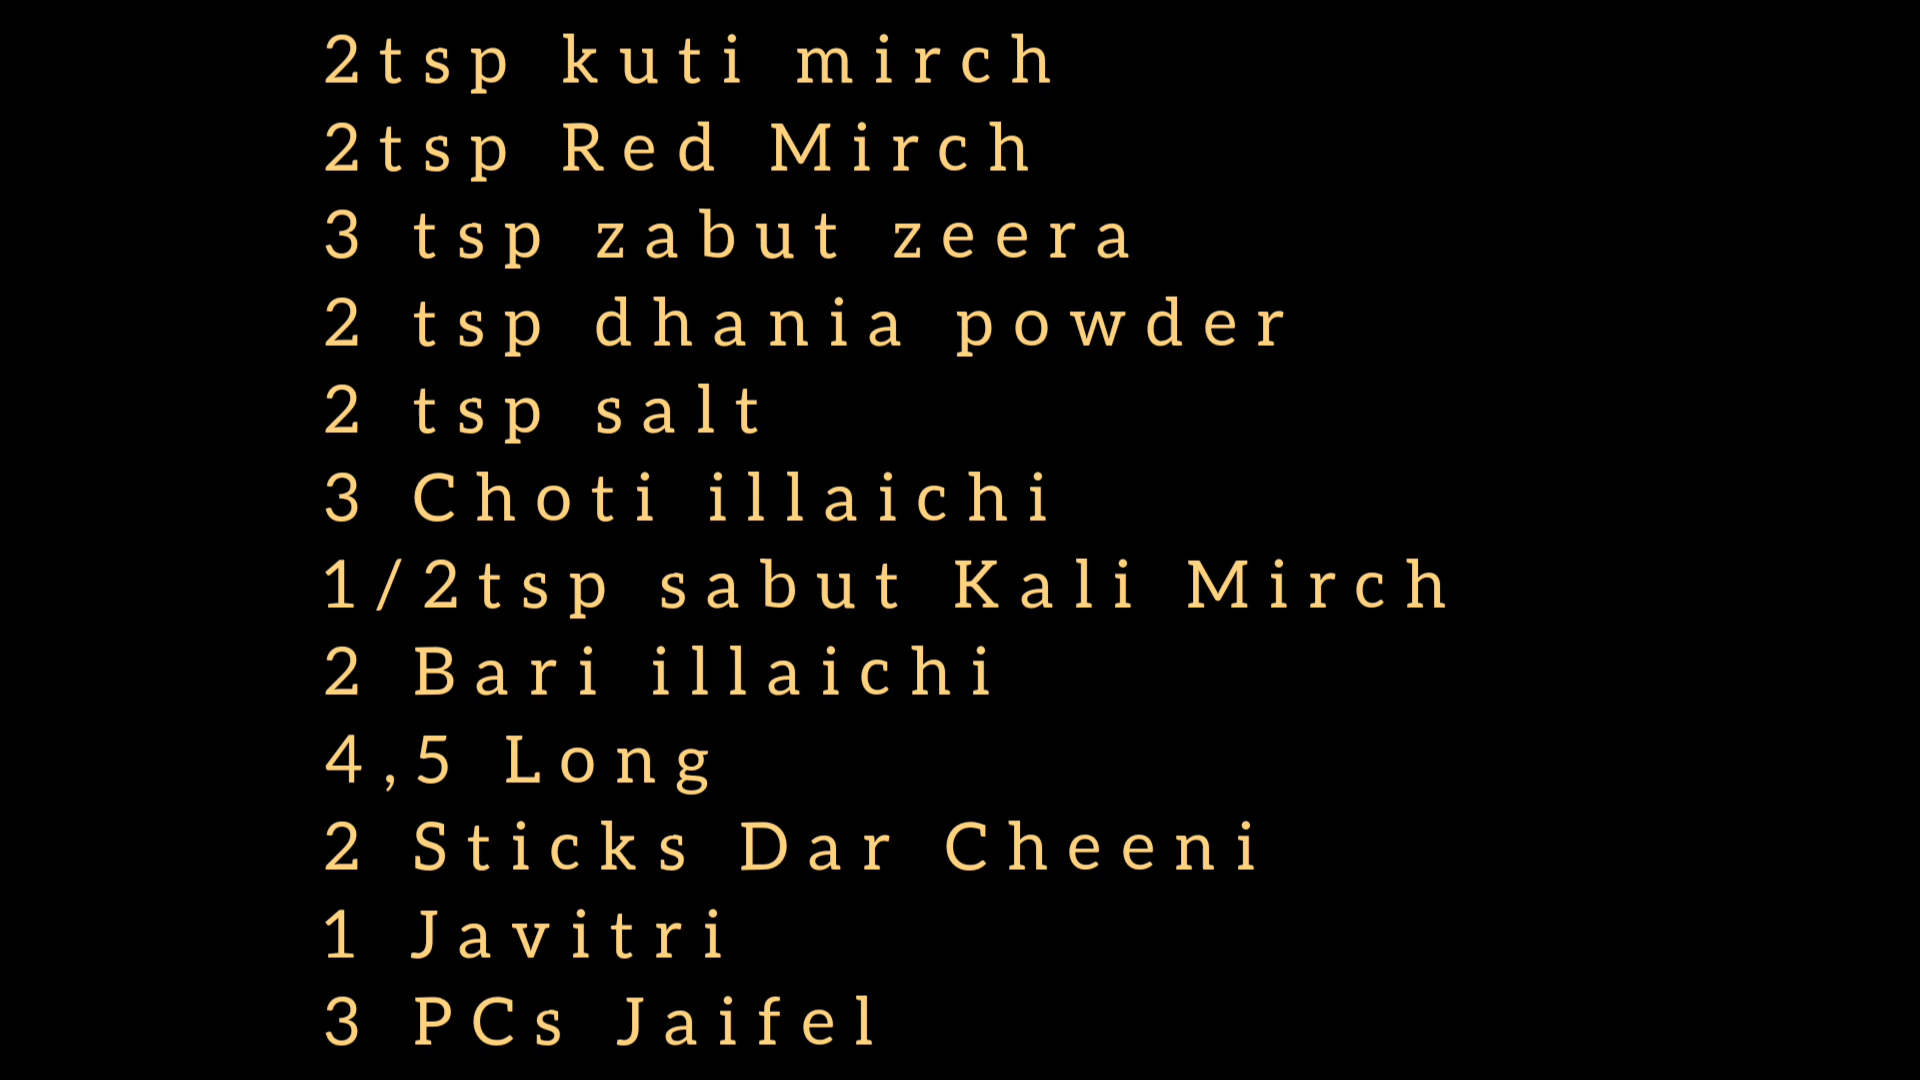 2tsp kuti mirch
2tsp Red Mirch
3 tsp zabut zeera
2 tsp dhania powder
2 tsp salt
3 Choti illaichi
1/2tsp sabut Kali Mirch
2 Bari illaichi
4,5 Long
2 Sticks Dar Cheeni
1 Javitri
3 PCs Jaifel